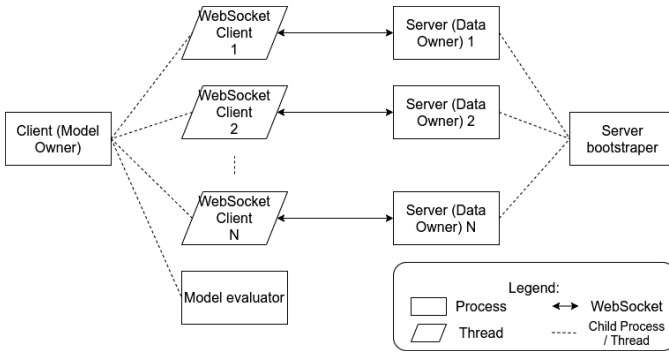 WebSocket
Client
1
Server (Data
Owner) 1
WebSocket
Client
2
Server (Data
Owner) 2
Client (Model
Owner)
Server
bootstraper
WebSocket
Client
N
Server (Data
Owner) N
Model evaluator
Legend:
Process
WebSocket
Thread
Child Process
/ Thread